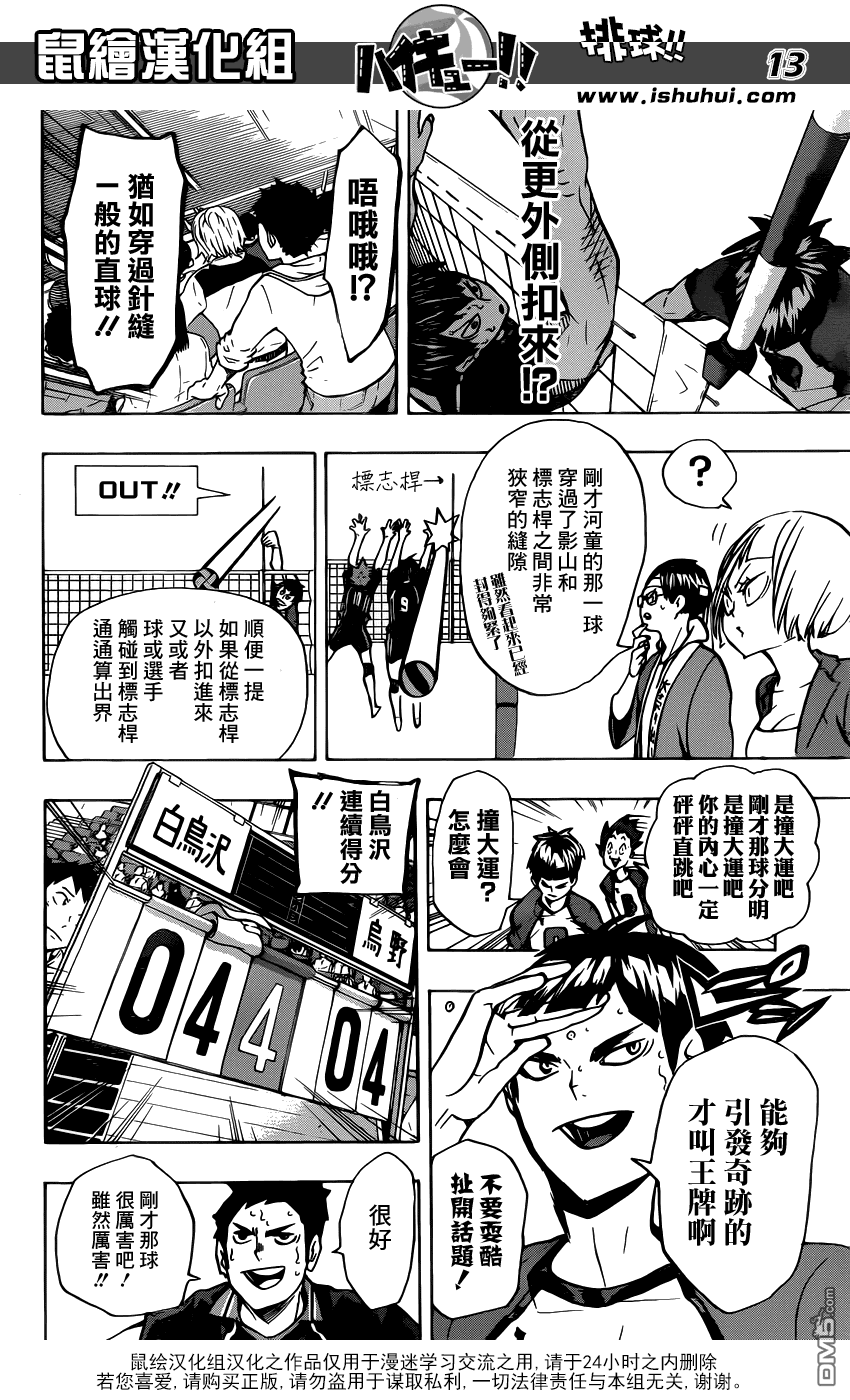 鼠繪漢化組
ハイキュー!!
排球!!
13
www.ishuhui.com
從更外側扣來!?
唔哦哦!?
猶如穿過針縫
一般的直球!!
?
剛才河童的那一球
穿過了影山和
標志桿之間非常
狹窄的縫隙
雖然看起來已經
封得夠緊了
標志桿→
9
OUT!!
順便一提
如果從標志桿
以外扣進來
又或者
球或選手
觸碰到標志桿
通通算出界
是撞大運吧
剛才那球分明
是撞大運吧
你的內心一定
砰砰直跳吧
撞大運?
怎麼會
白鳥沢
連續得分
!!
白鳥沢
烏野
04
4
4
04
能夠
引發奇跡的
才叫王牌啊
不要耍酷
扯開話題!
很好
剛才那球
很厲害吧!
雖然厲害!!
DM5.com
鼠绘汉化组汉化之作品仅用于漫迷学习交流之用, 请于24小时之内删除
若您喜爱, 请购买正版, 请勿盗用于谋取私利, 一切法律责任与本组无关, 谢谢。